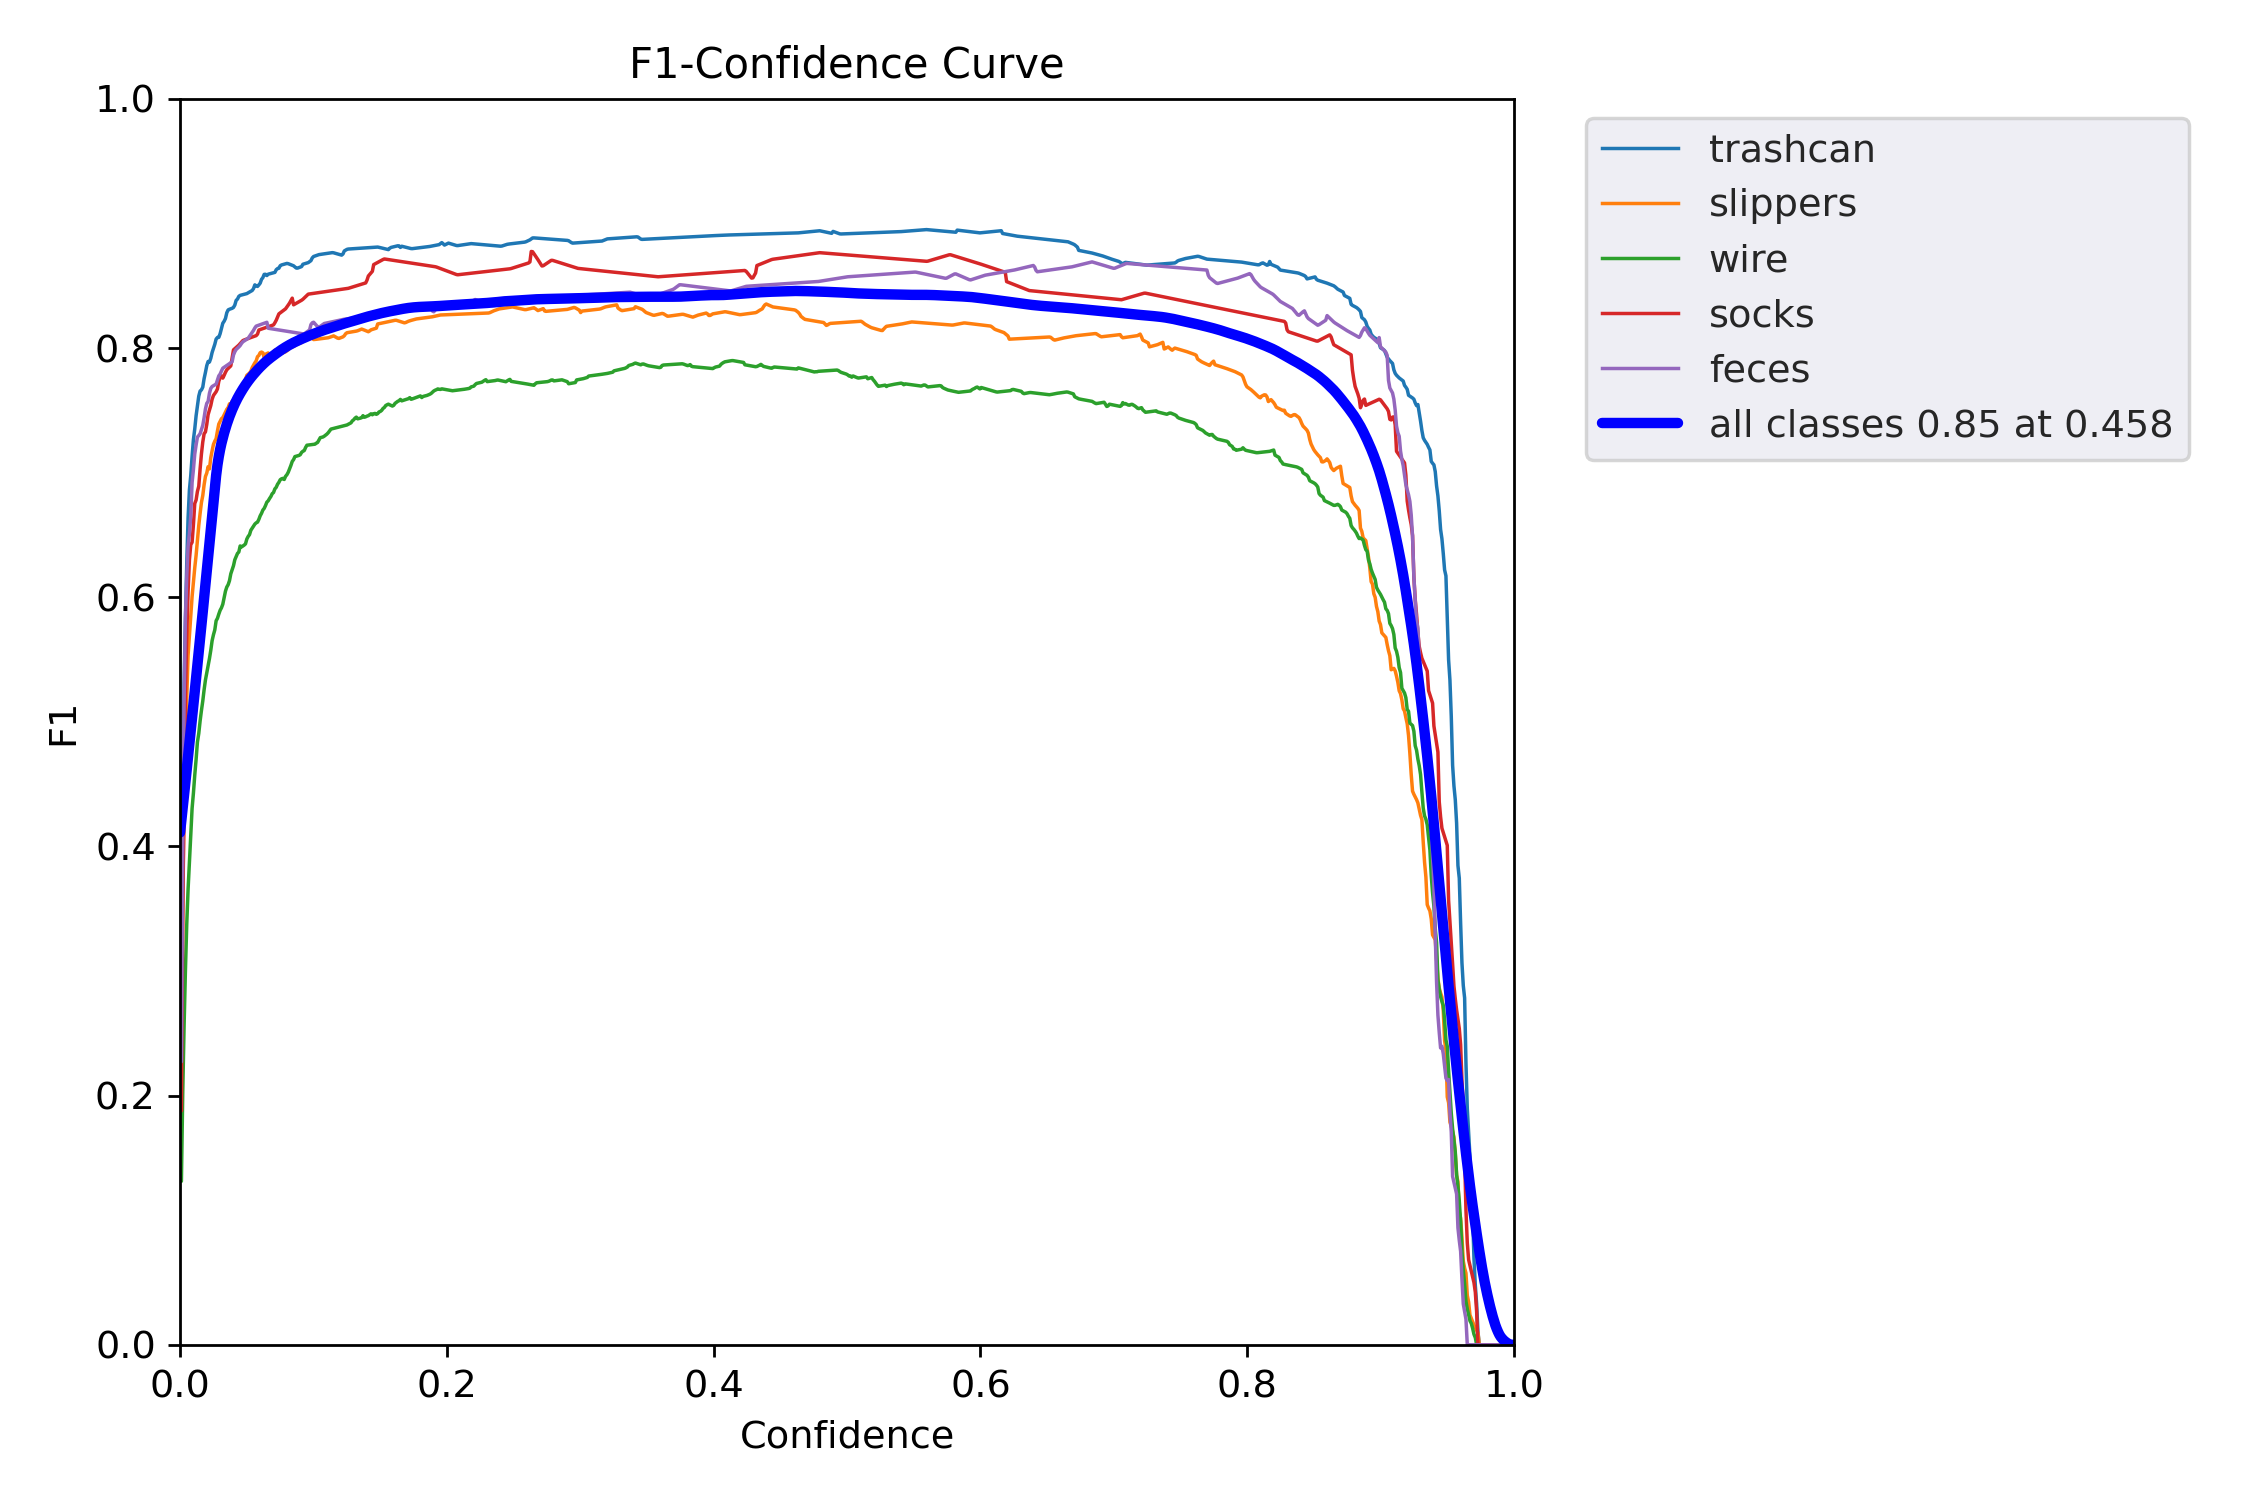 F1-Confidence Curve
1.0
0.8
0.6
0.4
0.2
0.0
F1
0.0 0.2 0.4 0.6 0.8 1.0
Confidence
trashcan
slippers
wire
socks
feces
all classes 0.85 at 0.458